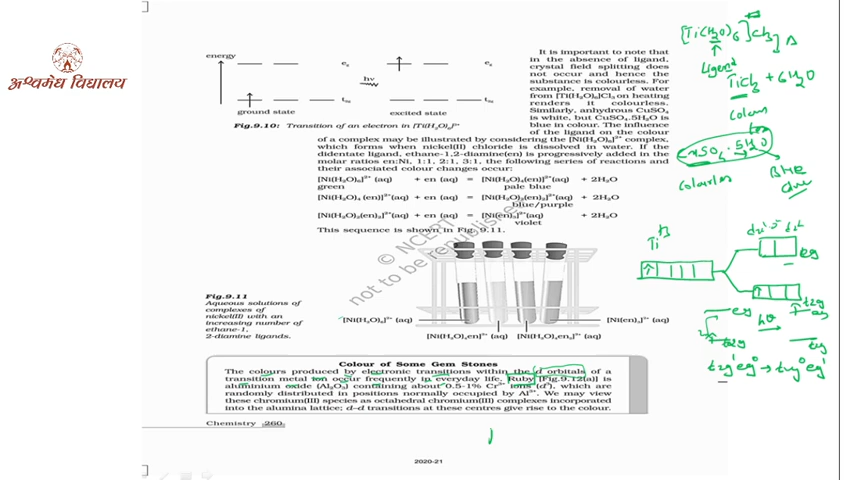 अश्वमेध विद्यालय
energy
e₉
hν
e₉
t₂₉
t₂₉
ground state
excited state
Fig.9.10: Transition of an electron in [Ti(H₂O)₆]³⁺
It is important to note that
in the absence of ligand,
crystal field splitting does
not occur and hence the
substance is colourless. For
example, removal of water
from [Ti(H₂O)₆]Cl₃ on heating
renders it colourless.
Similarly, anhydrous CuSO₄
is white, but CuSO₄.5H₂O is
blue in colour. The influence
of the ligand on the colour
of a complex may be illustrated by considering the [Ni(H₂O)₆]²⁺ complex,
which forms when nickel(II) chloride is dissolved in water. If the
didentate ligand, ethane-1,2-diamine(en) is progressively added in the
molar ratios en:Ni, 1:1, 2:1, 3:1, the following series of reactions and
their associated colour changes occur:
[Ni(H₂O)₆]²⁺ (aq) + en (aq) = [Ni(H₂O)₄(en)]²⁺(aq) + 2H₂O
green pale blue
[Ni(H₂O)₄ (en)]²⁺(aq) + en (aq) = [Ni(H₂O)₂(en)₂]²⁺(aq) + 2H₂O
blue/purple
[Ni(H₂O)₂(en)₂]²⁺(aq) + en (aq) = [Ni(en)₃]²⁺(aq) + 2H₂O
violet
This sequence is shown in Fig. 9.11.
© NCERT
not to be republished
Fig.9.11
Aqueous solutions of
complexes of
nickel(II) with an
increasing number of
ethane-1,
2-diamine ligands.
[Ni(H₂O)₆]²⁺ (aq)
[Ni(en)₃]²⁺ (aq)
[Ni(H₂O)₄en]²⁺ (aq)
[Ni(H₂O)₂en₂]²⁺ (aq)
Colour of Some Gem Stones
The colours produced by electronic transitions within the d orbitals of a
transition metal ion occur frequently in everyday life. Ruby [Fig.9.12(a)] is
aluminium oxide (Al₂O₃) containing about 0.5-1% Cr³⁺ ions (d³), which are
randomly distributed in positions normally occupied by Al³⁺. We may view
these chromium(III) species as octahedral chromium(III) complexes incorporated
into the alumina lattice; d–d transitions at these centres give rise to the colour.
Chemistry 260
2020-21
[Ti(H₂O)₆]Cl₃ Δ
Ligand
TiCl₃ + 6H₂O
CuSO₄.5H₂O
colourless
Blue
Ti³
eg
t₂g
eg
hν
t₂g
t₂g¹eg⁰ → t₂g⁰eg¹